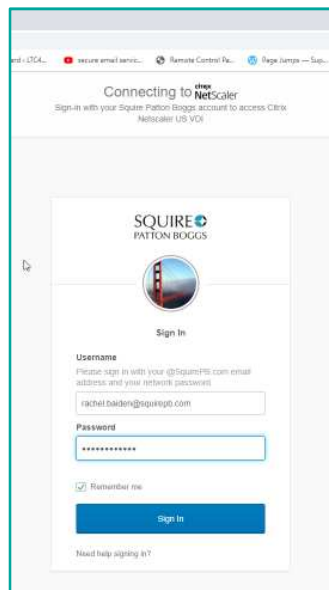 ard - LTC4... secure email servic... Remote Control Pa... Page Jumps — Sup...
Connecting to citrix NetScaler
Sign-in with your Squire Patton Boggs account to access Citrix
Netscaler US VDI
SQUIRE
PATTON BOGGS
Sign In
Username
Please sign in with your @SquirePB.com email
address and your network password
rachel.baiden@squirepb.com
Password
Remember me
Sign In
Need help signing in?